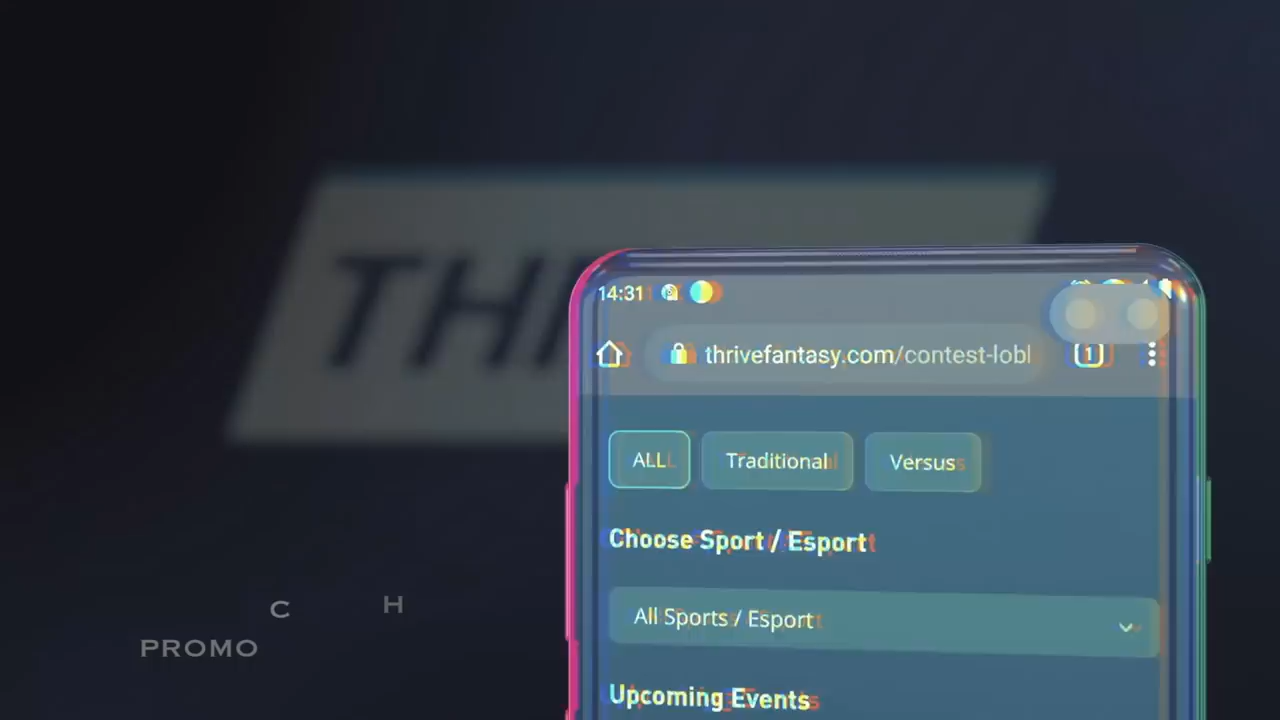 THI
14:31
thrivefantasy.com/contest-lobl
1
ALL Traditional Versus
Choose Sport / Esport
All Sports / Esport
Upcoming Events
C H
PROMO